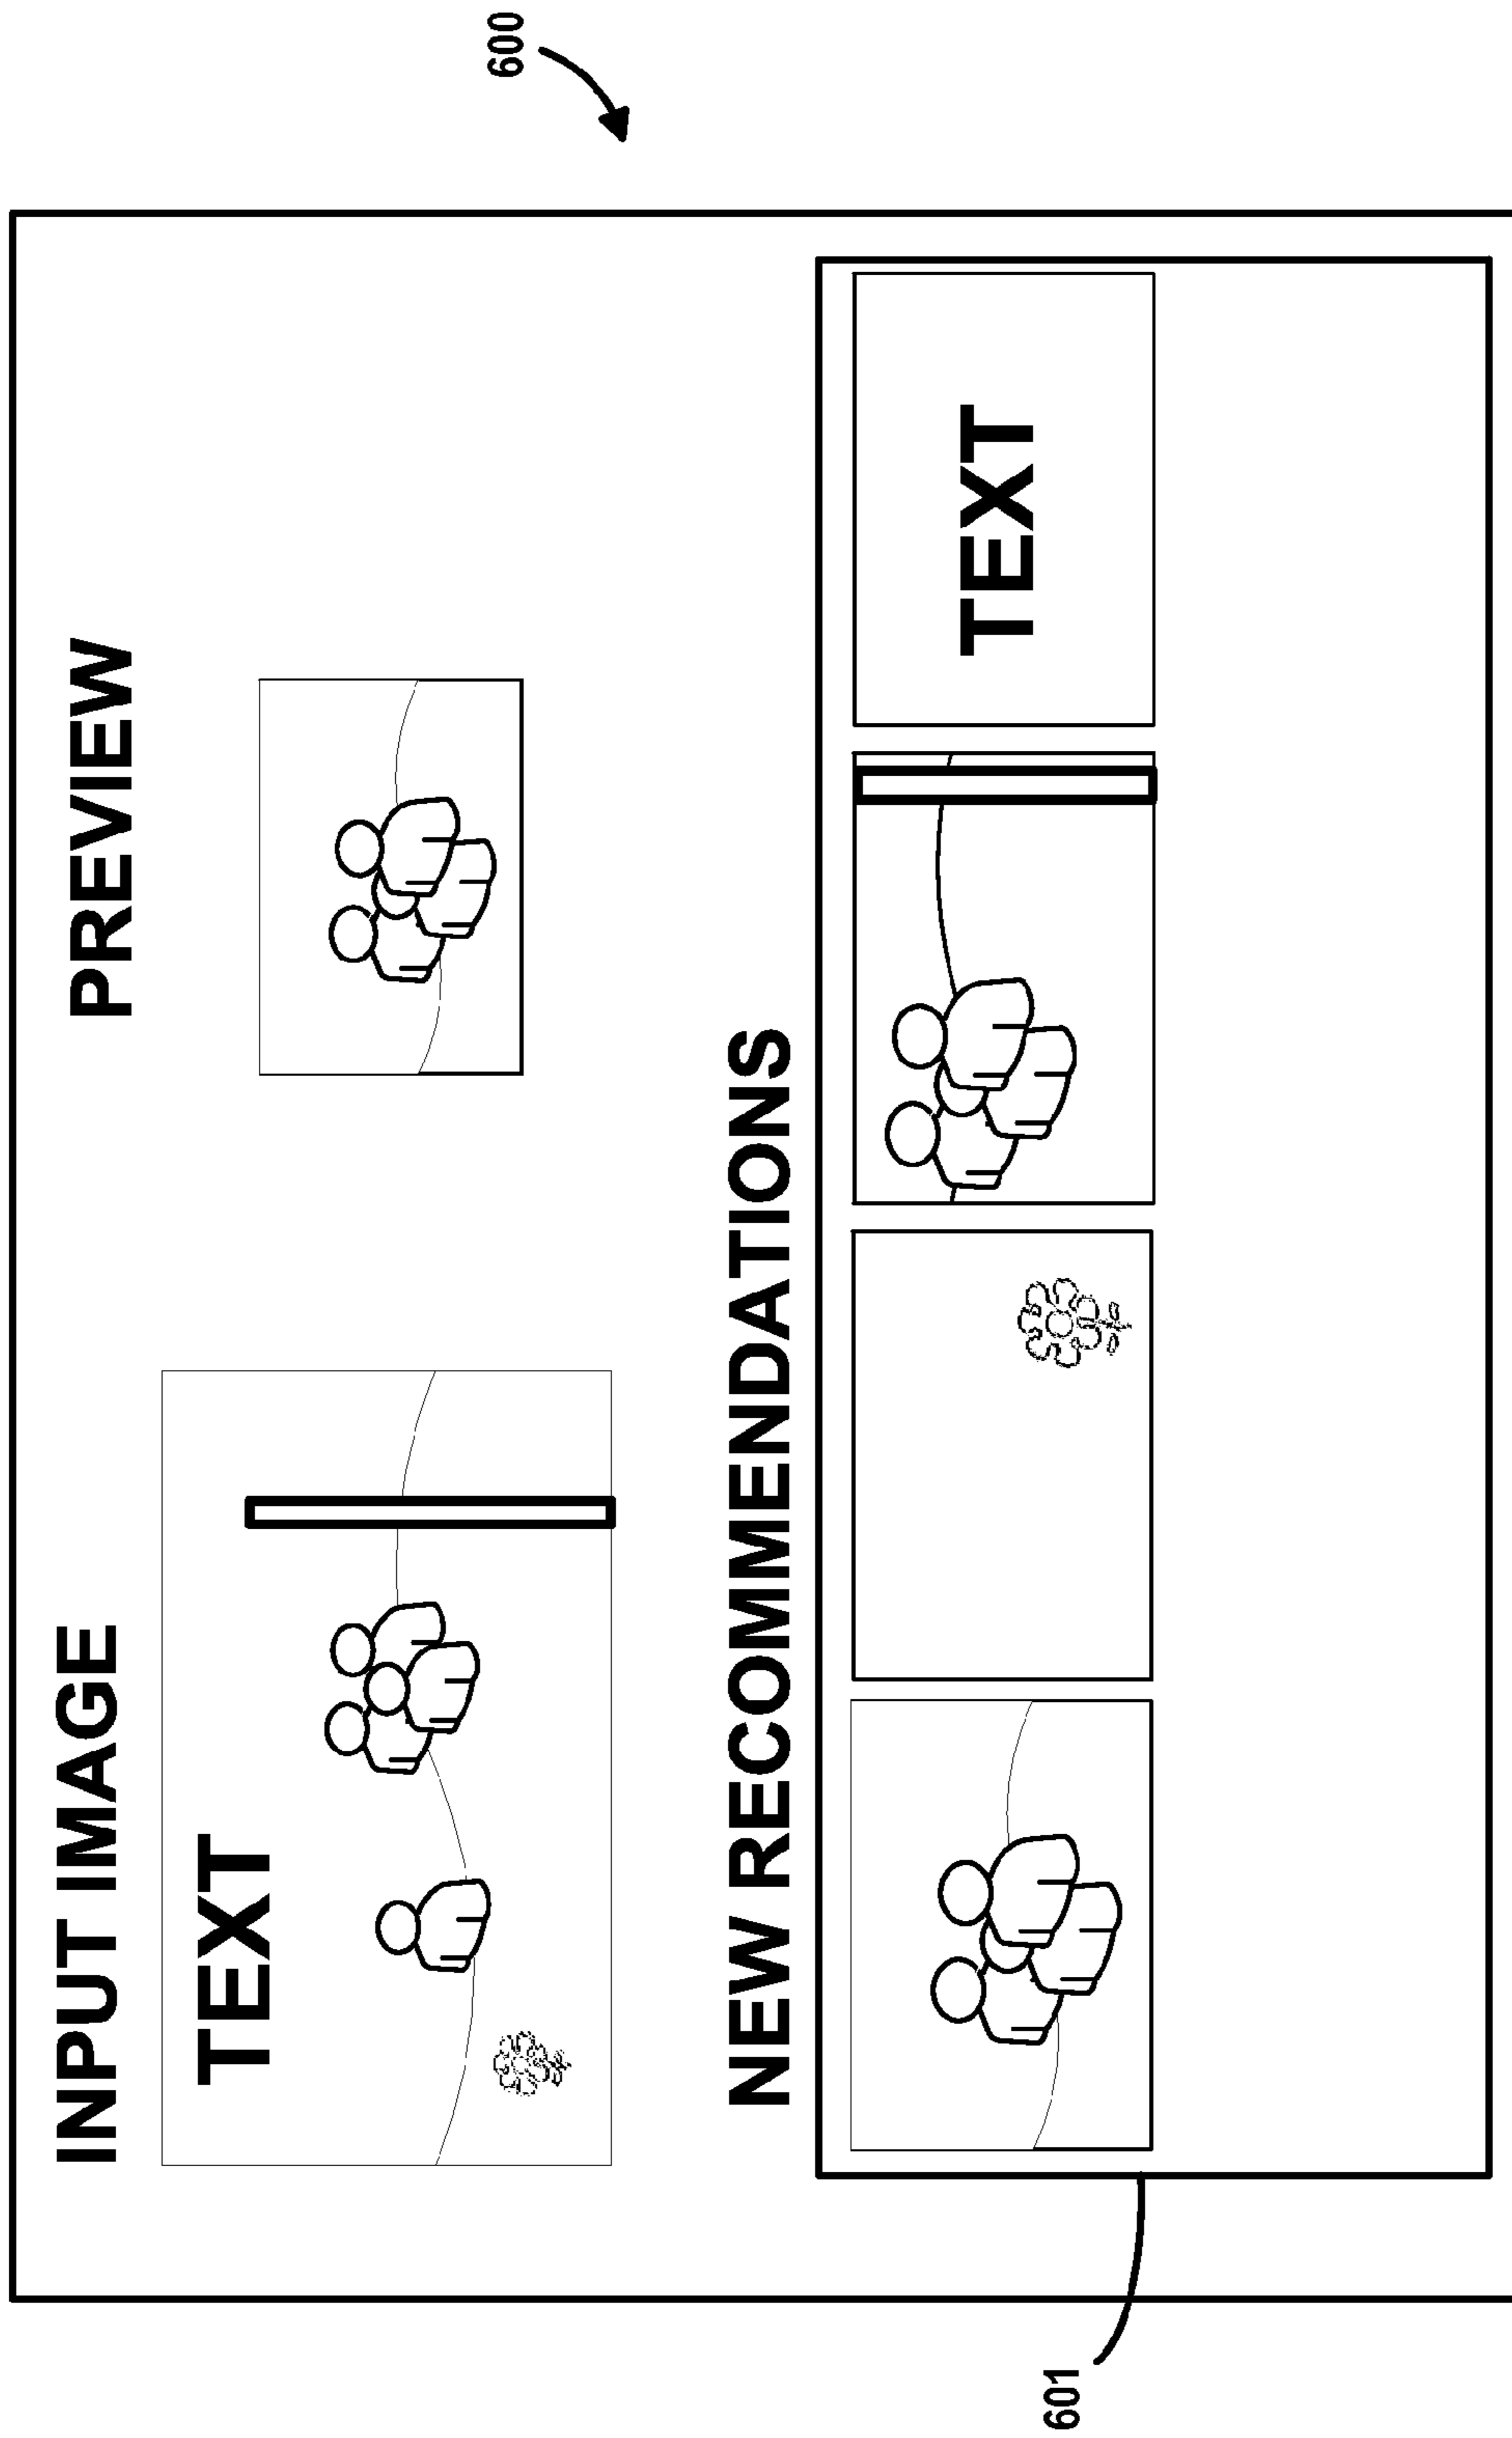 600
INPUT IMAGE
PREVIEW
TEXT
NEW RECOMMENDATIONS
TEXT
601